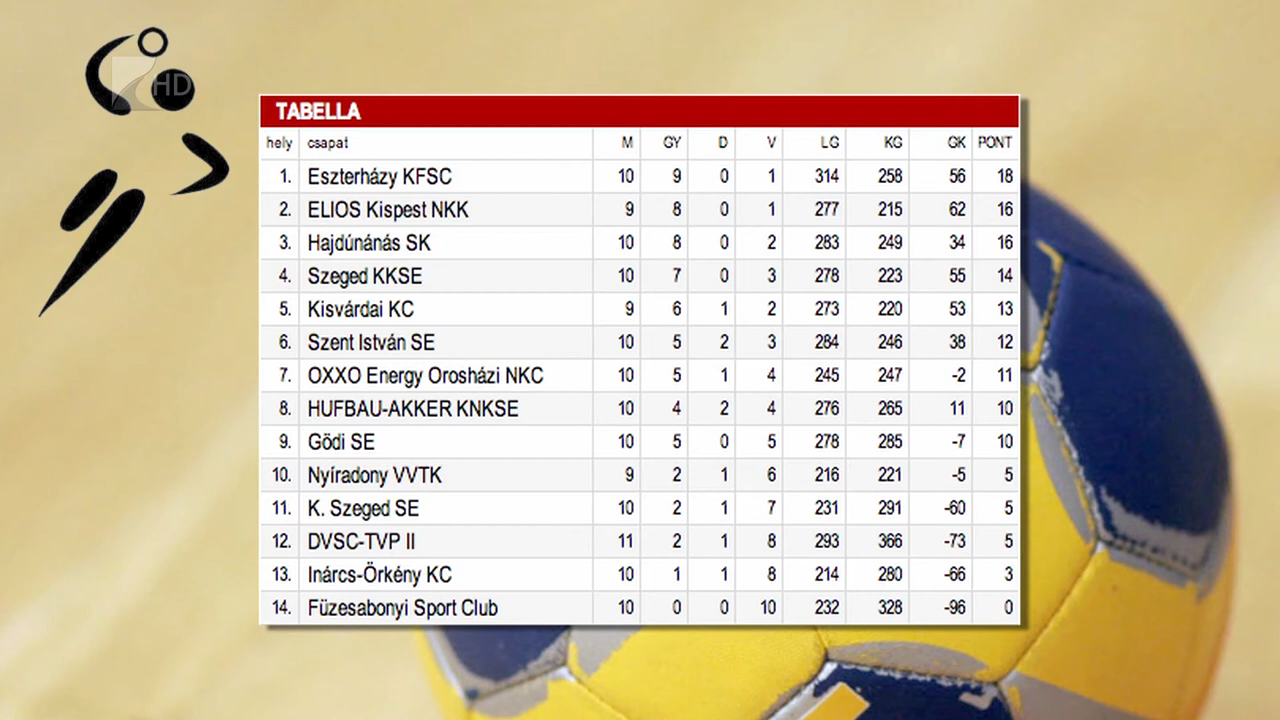 HD
TABELLA
hely csapat M GY D V LG KG GK PONT
1. Eszterházy KFSC 10 9 0 1 314 258 56 18
2. ELIOS Kispest NKK 9 8 0 1 277 215 62 16
3. Hajdúnánás SK 10 8 0 2 283 249 34 16
4. Szeged KKSE 10 7 0 3 278 223 55 14
5. Kisvárdai KC 9 6 1 2 273 220 53 13
6. Szent István SE 10 5 2 3 284 246 38 12
7. OXXO Energy Orosházi NKC 10 5 1 4 245 247 -2 11
8. HUFBAU-AKKER KNKSE 10 4 2 4 276 265 11 10
9. Gödi SE 10 5 0 5 278 285 -7 10
10. Nyíradony VVTK 9 2 1 6 216 221 -5 5
11. K. Szeged SE 10 2 1 7 231 291 -60 5
12. DVSC-TVP II 11 2 1 8 293 366 -73 5
13. Inárcs-Örkény KC 10 1 1 8 214 280 -66 3
14. Füzesabonyi Sport Club 10 0 0 10 232 328 -96 0